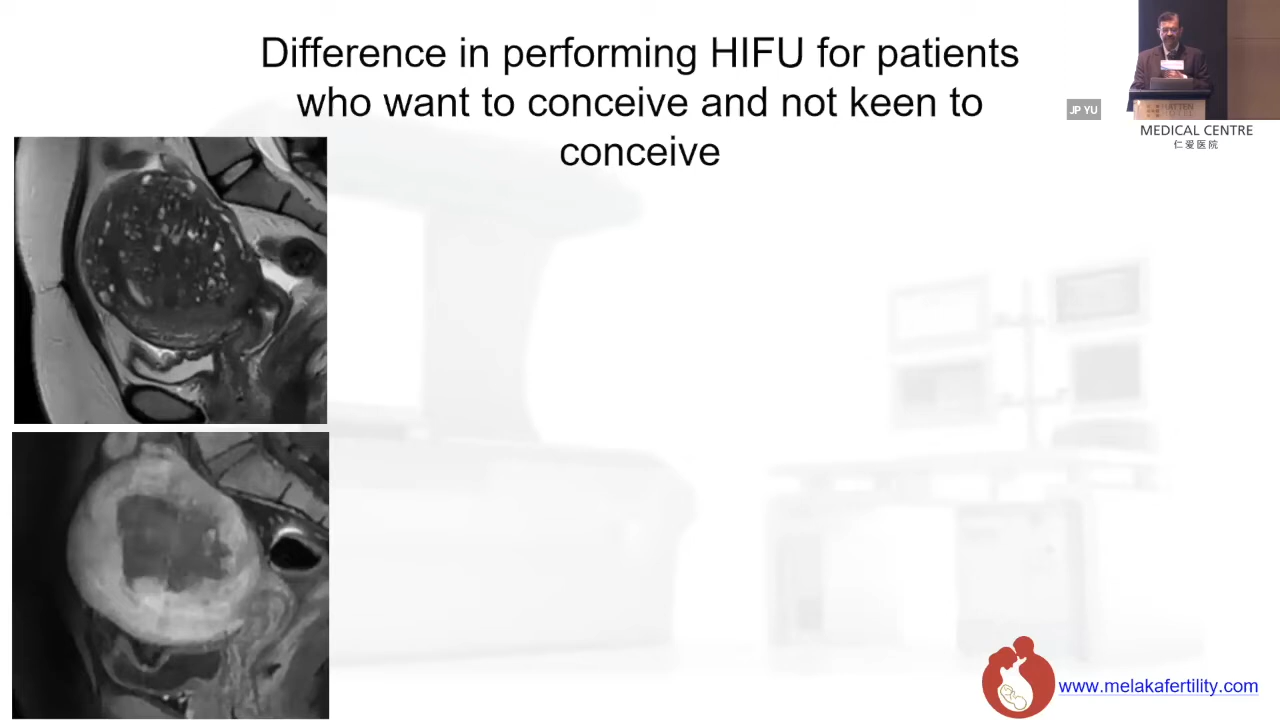 Difference in performing HIFU for patients
who want to conceive and not keen to
conceive
JP YU
HATTEN
MEDICAL CENTRE
仁爱医院
www.melakafertility.com